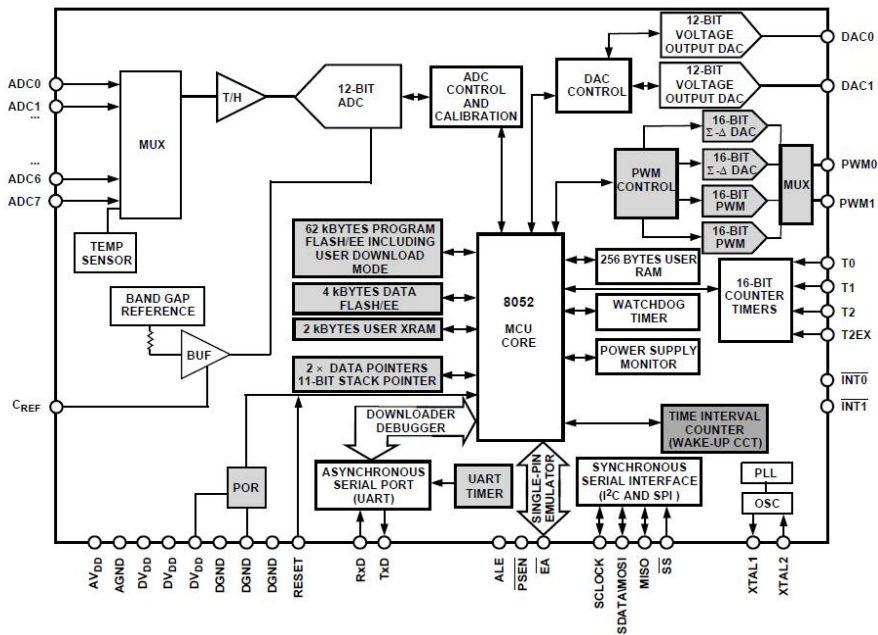 12-BIT
VOLTAGE
OUTPUT DAC
DAC0
ADC0
ADC1
...
...
ADC6
ADC7
MUX
T/H
12-BIT
ADC
ADC
CONTROL
AND
CALIBRATION
DAC
CONTROL
12-BIT
VOLTAGE
OUTPUT DAC
DAC1
16-BIT
Σ-Δ DAC
16-BIT
Σ-Δ DAC
16-BIT
PWM
16-BIT
PWM
PWM
CONTROL
MUX
PWM0
PWM1
TEMP
SENSOR
62 kBYTES PROGRAM
FLASH/EE INCLUDING
USER DOWNLOAD
MODE
4 kBYTES DATA
FLASH/EE
2 kBYTES USER XRAM
2 × DATA POINTERS
11-BIT STACK POINTER
8052
MCU
CORE
256 BYTES USER
RAM
WATCHDOG
TIMER
POWER SUPPLY
MONITOR
16-BIT
COUNTER
TIMERS
T0
T1
T2
T2EX
INT0
INT1
BAND GAP
REFERENCE
BUF
CREF
DOWNLOADER
DEBUGGER
TIME INTERVAL
COUNTER
(WAKE-UP CCT)
POR
ASYNCHRONOUS
SERIAL PORT
(UART)
UART
TIMER
SINGLE-PIN
EMULATOR
SYNCHRONOUS
SERIAL INTERFACE
(I²C AND SPI )
PLL
OSC
AVDD
AGND
DVDD
DVDD
DVDD
DGND
DGND
DGND
RESET
RxD
TxD
ALE
PSEN
EA
SCLOCK
SDATA\MOSI
MISO
SS
XTAL1
XTAL2